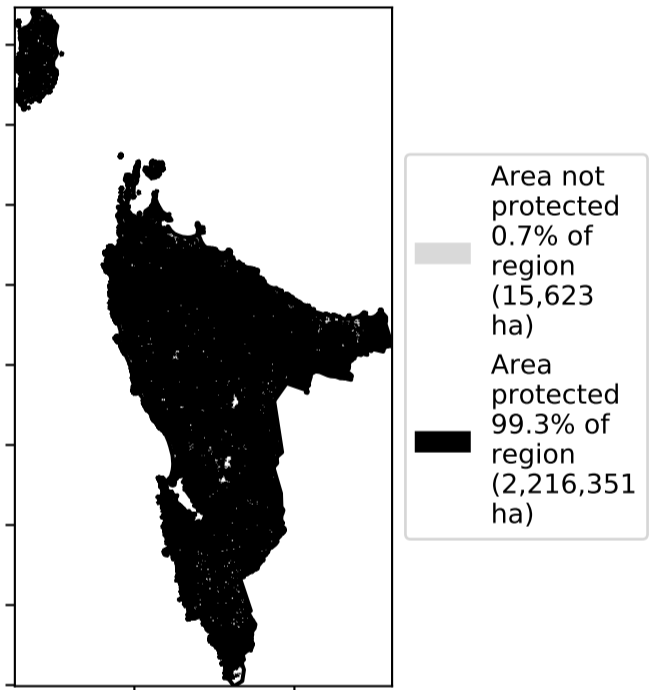 Area not
protected
0.7% of
region
(15,623
ha)
Area
protected
99.3% of
region
(2,216,351
ha)